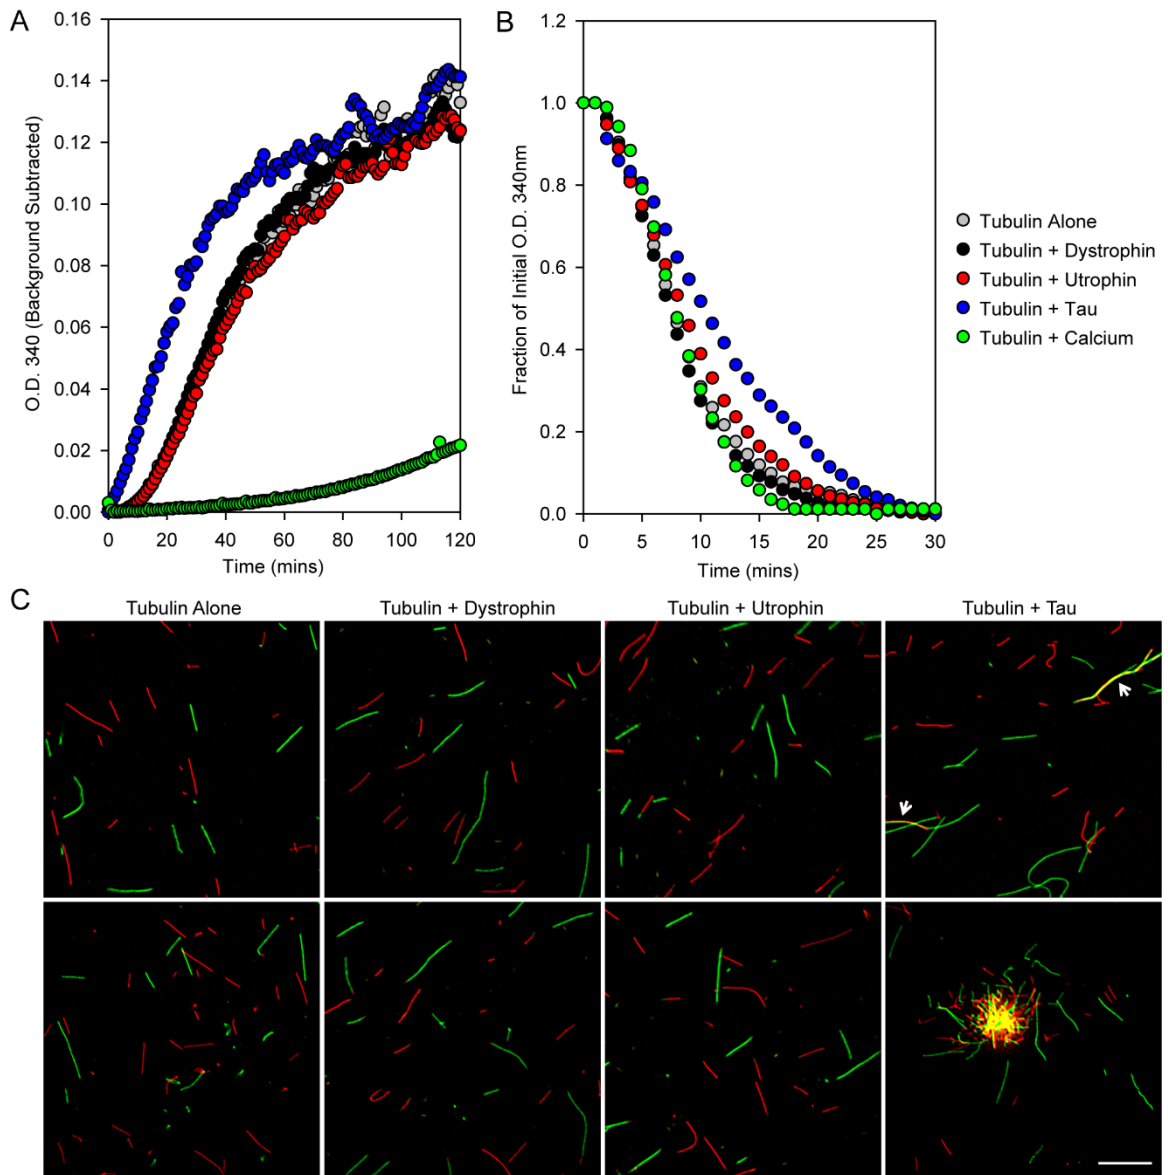 A
O.D. 340 (Background Subtracted)
0.16
0.14
0.12
0.10
0.08
0.06
0.04
0.02
0.00
0 20 40 60 80 100 120
Time (mins)
B
Fraction of Initial O.D. 340nm
1.2
1.0
0.8
0.6
0.4
0.2
0.0
0 5 10 15 20 25 30
Time (mins)
Tubulin Alone
Tubulin + Dystrophin
Tubulin + Utrophin
Tubulin + Tau
Tubulin + Calcium
C
Tubulin Alone
Tubulin + Dystrophin
Tubulin + Utrophin
Tubulin + Tau